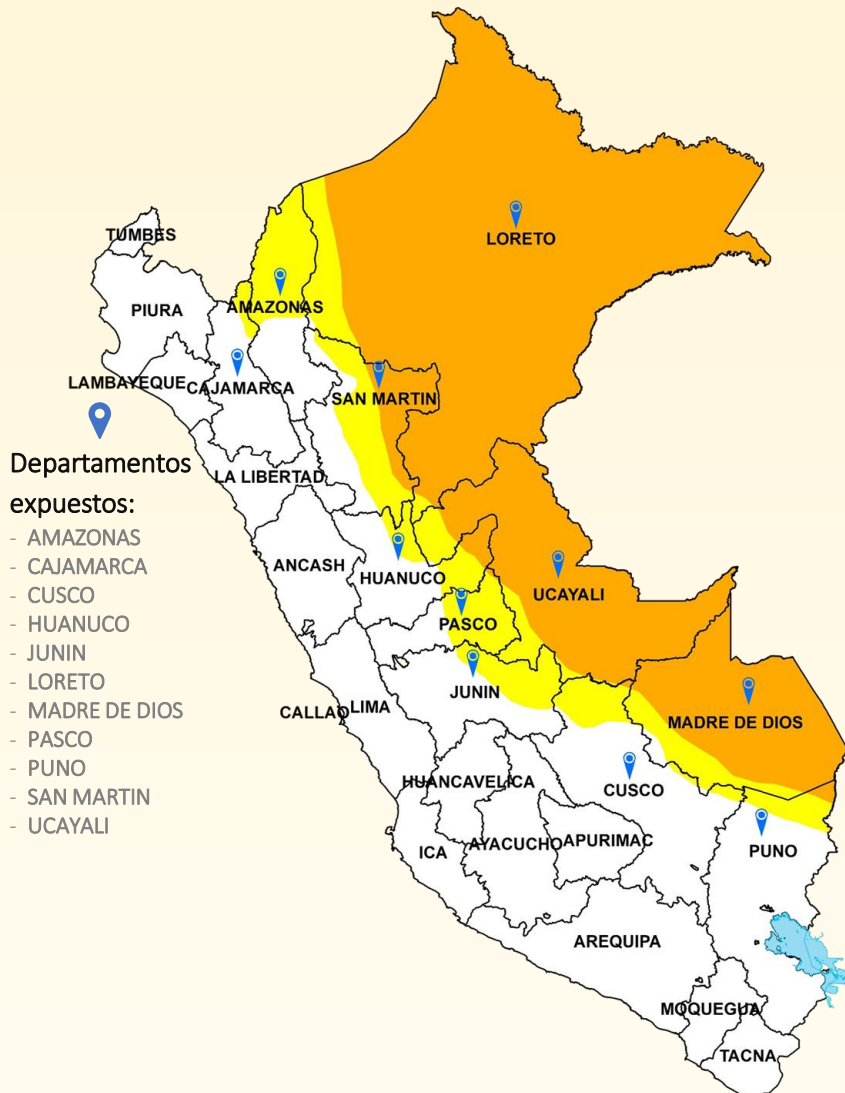 LORETO
TUMBES
AMAZONAS
PIURA
LAMBAYEQUE
CAJAMARCA
SAN MARTIN
Departamentos
expuestos:
- AMAZONAS
- CAJAMARCA
- CUSCO
- HUANUCO
- JUNIN
- LORETO
- MADRE DE DIOS
- PASCO
- PUNO
- SAN MARTIN
- UCAYALI
LA LIBERTAD
ANCASH
HUANUCO
UCAYALI
PASCO
JUNIN
CALLAO
LIMA
MADRE DE DIOS
HUANCAVELICA
CUSCO
ICA
AYACUCHO
APURIMAC
PUNO
AREQUIPA
MOQUEGUA
TACNA